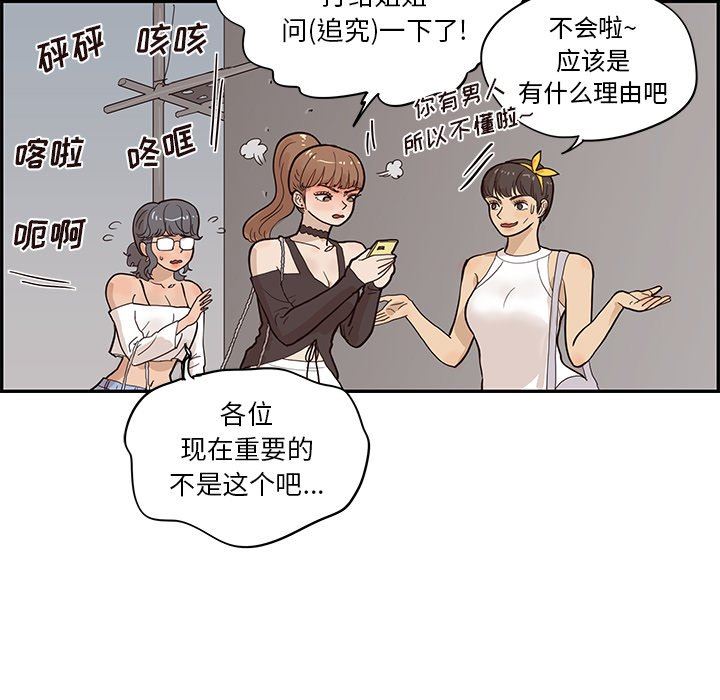 问(追究)一下了!
不会啦~
应该是
有什么理由吧
你有男人
所以不懂啦~
砰砰
咳咳
喀啦
咚哐
呃啊
各位
现在重要的
不是这个吧...